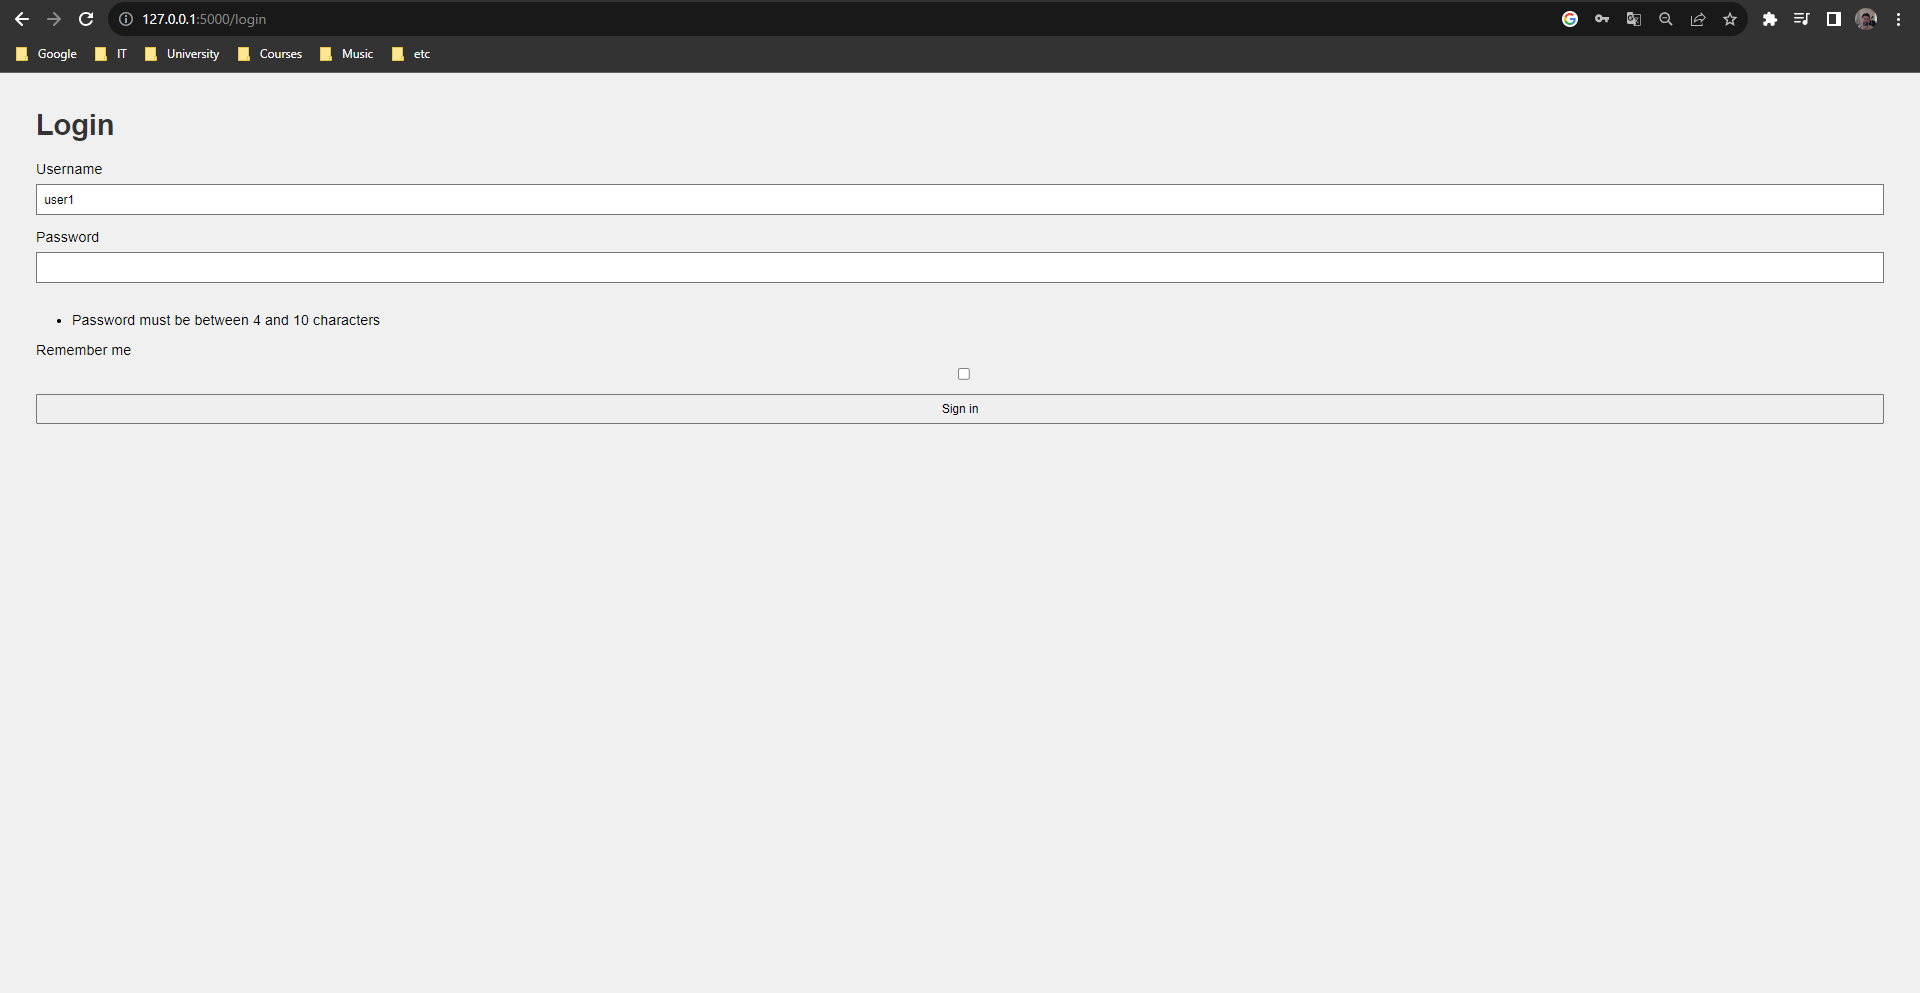 127.0.0.1:5000/login
Google IT University Courses Music etc
Login
Username
user1
Password
Password must be between 4 and 10 characters
Remember me
Sign in